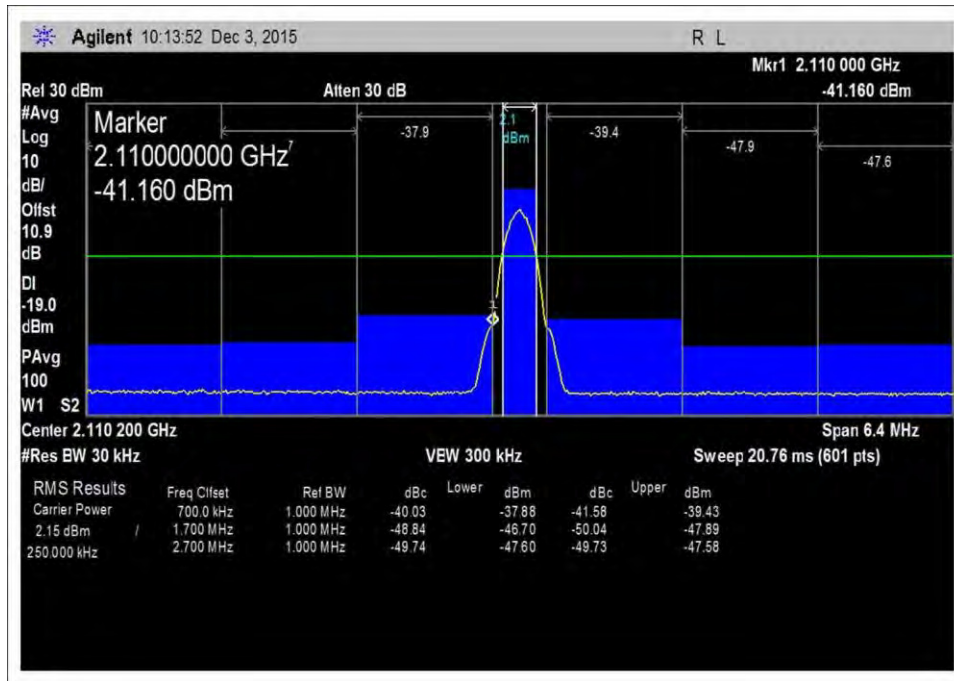 Agilent 10:13:52 Dec 3, 2015 R L
Mkr1 2.110 000 GHz
Ref 30 dBm Atten 30 dB -41.160 dBm
#Avg
Log
10
dB/
Offst
10.9
dB
DI
-19.0
dBm
PAvg
100
W1 S2
Marker
2.110000000 GHz
-41.160 dBm
-37.9
2.1
dBm
-39.4
-47.9
-47.6
1
Center 2.110 200 GHz Span 6.4 MHz
#Res BW 30 kHz VBW 300 kHz Sweep 20.76 ms (601 pts)
RMS Results Freq Offset Ref BW dBc Lower dBm dBc Upper dBm
Carrier Power 700.0 kHz 1.000 MHz -40.03 -37.88 -41.58 -39.43
2.15 dBm / 1.700 MHz 1.000 MHz -48.84 -46.70 -50.04 -47.89
250.000 kHz 2.700 MHz 1.000 MHz -49.74 -47.60 -49.73 -47.58